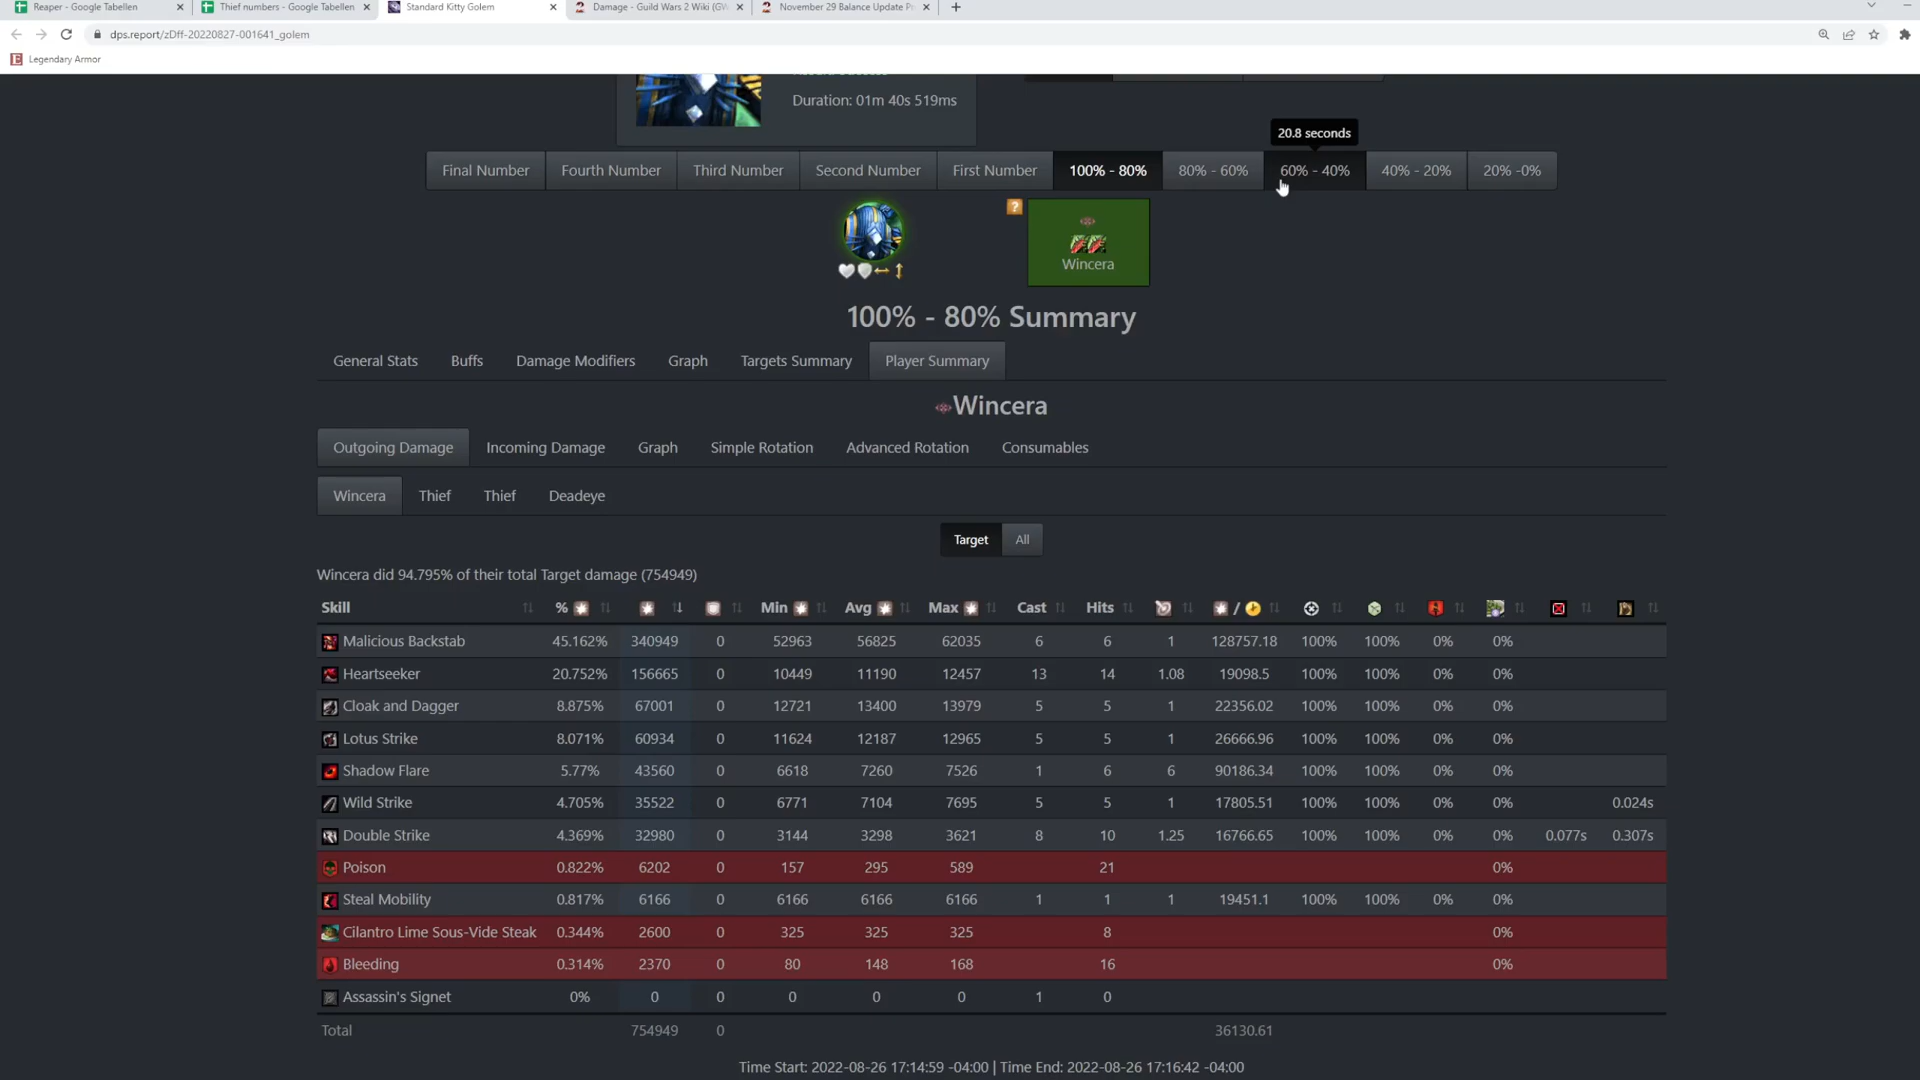 Reaper - Google Tabellen
Thief numbers - Google Tabellen
Standard Kitty Golem
Damage - Guild Wars 2 Wiki (GW
November 29 Balance Update P
dps.report/zDff-20220827-001641_golem
Legendary Armor
Duration: 01m 40s 519ms
20.8 seconds
Final Number Fourth Number Third Number Second Number First Number 100% - 80% 80% - 60% 60% - 40% 40% - 20% 20% -0%
?
Wincera
100% - 80% Summary
General Stats Buffs Damage Modifiers Graph Targets Summary Player Summary
Wincera
Outgoing Damage Incoming Damage Graph Simple Rotation Advanced Rotation Consumables
Wincera Thief Thief Deadeye
Target All
Wincera did 94.795% of their total Target damage (754949)
Skill % Min Avg Max Cast Hits /
Malicious Backstab 45.162% 340949 0 52963 56825 62035 6 6 1 128757.18 100% 100% 0% 0%
Heartseeker 20.752% 156665 0 10449 11190 12457 13 14 1.08 19098.5 100% 100% 0% 0%
Cloak and Dagger 8.875% 67001 0 12721 13400 13979 5 5 1 22356.02 100% 100% 0% 0%
Lotus Strike 8.071% 60934 0 11624 12187 12965 5 5 1 26666.96 100% 100% 0% 0%
Shadow Flare 5.77% 43560 0 6618 7260 7526 1 6 6 90186.34 100% 100% 0% 0%
Wild Strike 4.705% 35522 0 6771 7104 7695 5 5 1 17805.51 100% 100% 0% 0% 0.024s
Double Strike 4.369% 32980 0 3144 3298 3621 8 10 1.25 16766.65 100% 100% 0% 0% 0.077s 0.307s
Poison 0.822% 6202 0 157 295 589 21 0%
Steal Mobility 0.817% 6166 0 6166 6166 6166 1 1 1 19451.1 100% 100% 0% 0%
Cilantro Lime Sous-Vide Steak 0.344% 2600 0 325 325 325 8 0%
Bleeding 0.314% 2370 0 80 148 168 16 0%
Assassin's Signet 0% 0 0 0 0 0 1 0
Total 754949 0 36130.61
Time Start: 2022-08-26 17:14:59 -04:00 | Time End: 2022-08-26 17:16:42 -04:00